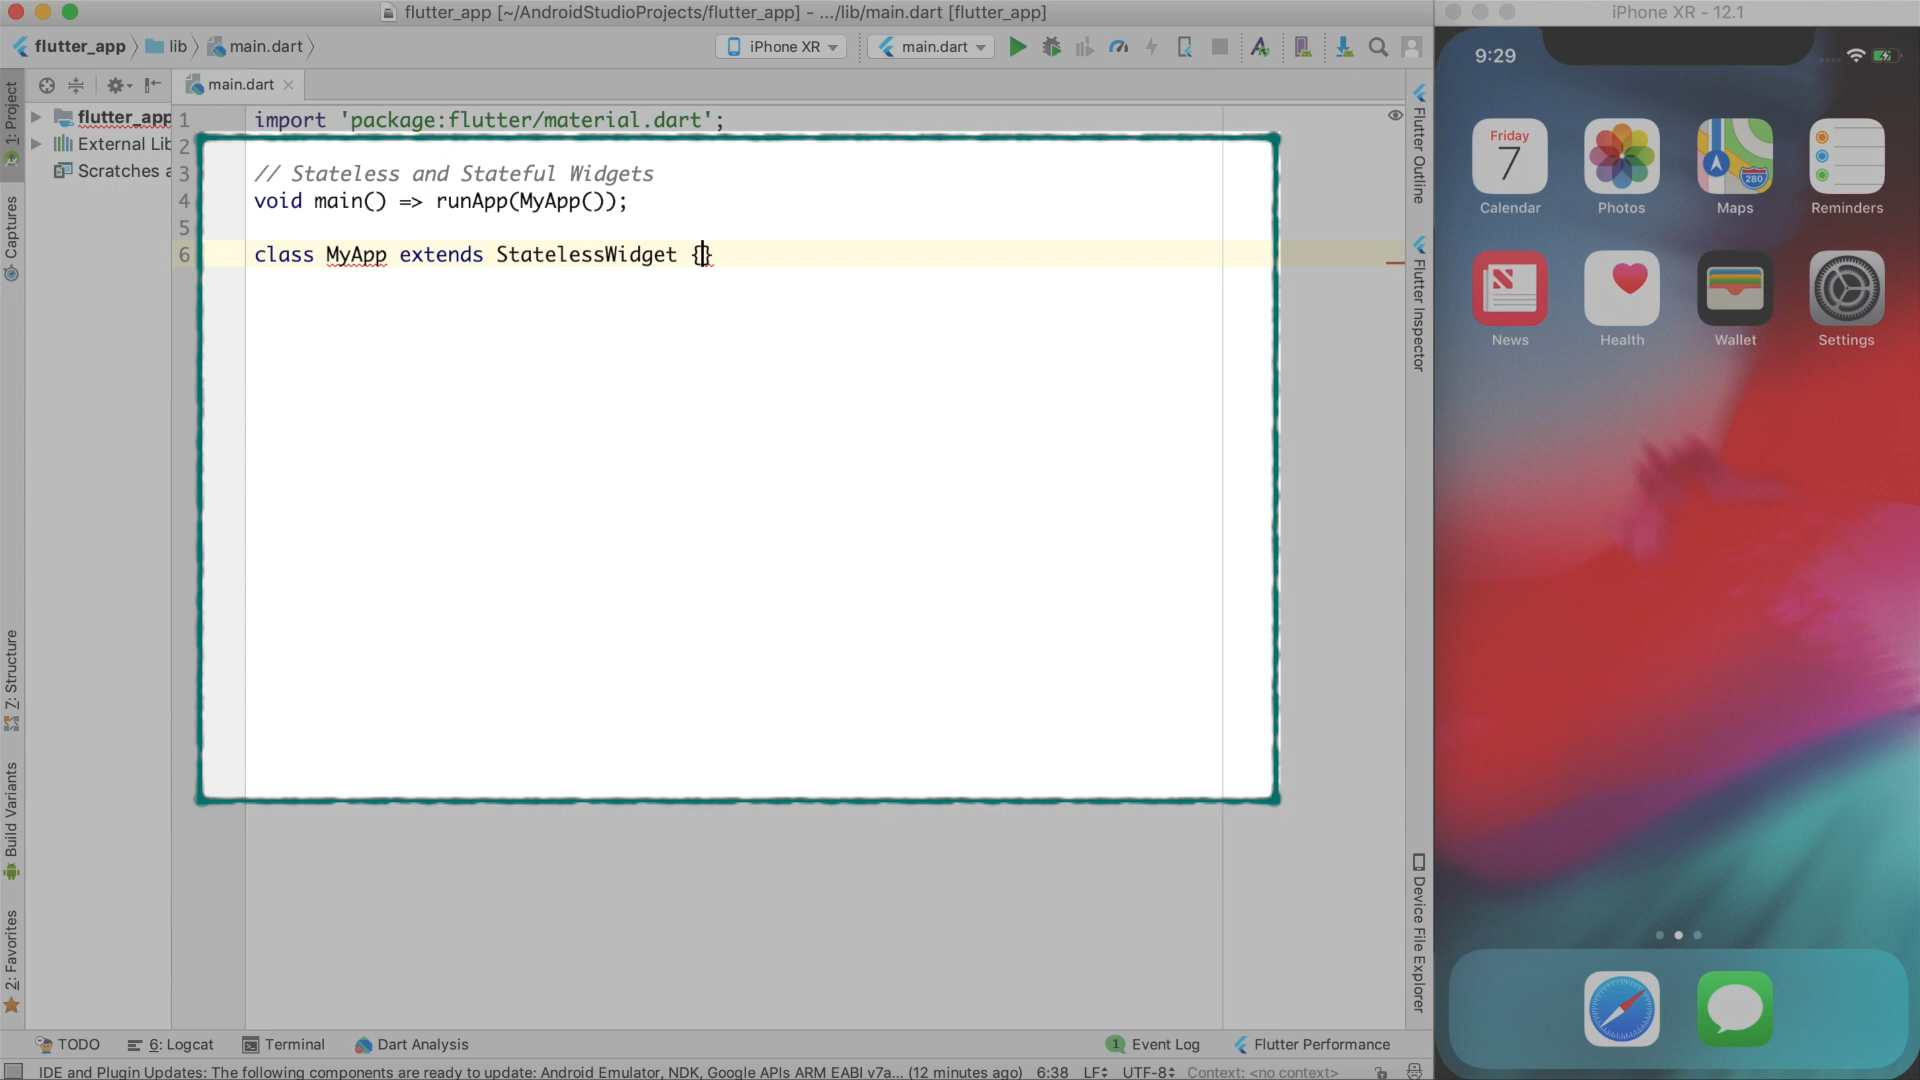 flutter_app [~/AndroidStudioProjects/flutter_app] - .../lib/main.dart [flutter_app]
iPhone XR - 12.1
flutter_app
lib
main.dart
iPhone XR
main.dart
9:29
1: Project
main.dart
flutter_app
External Lib
Scratches a
1 import 'package:flutter/material.dart';
2
3 // Stateless and Stateful Widgets
4 void main() => runApp(MyApp());
5
6 class MyApp extends StatelessWidget {}
Captures
Z: Structure
Build Variants
2: Favorites
Flutter Outline
Flutter Inspector
Device File Explorer
Friday
7
280
Calendar
Photos
Maps
Reminders
News
Health
Wallet
Settings
TODO
6: Logcat
Terminal
Dart Analysis
1 Event Log
Flutter Performance
IDE and Plugin Updates: The following components are ready to update: Android Emulator, NDK, Google APIs ARM EABI v7a... (12 minutes ago)
6:38
LF
UTF-8
Context: <no context>